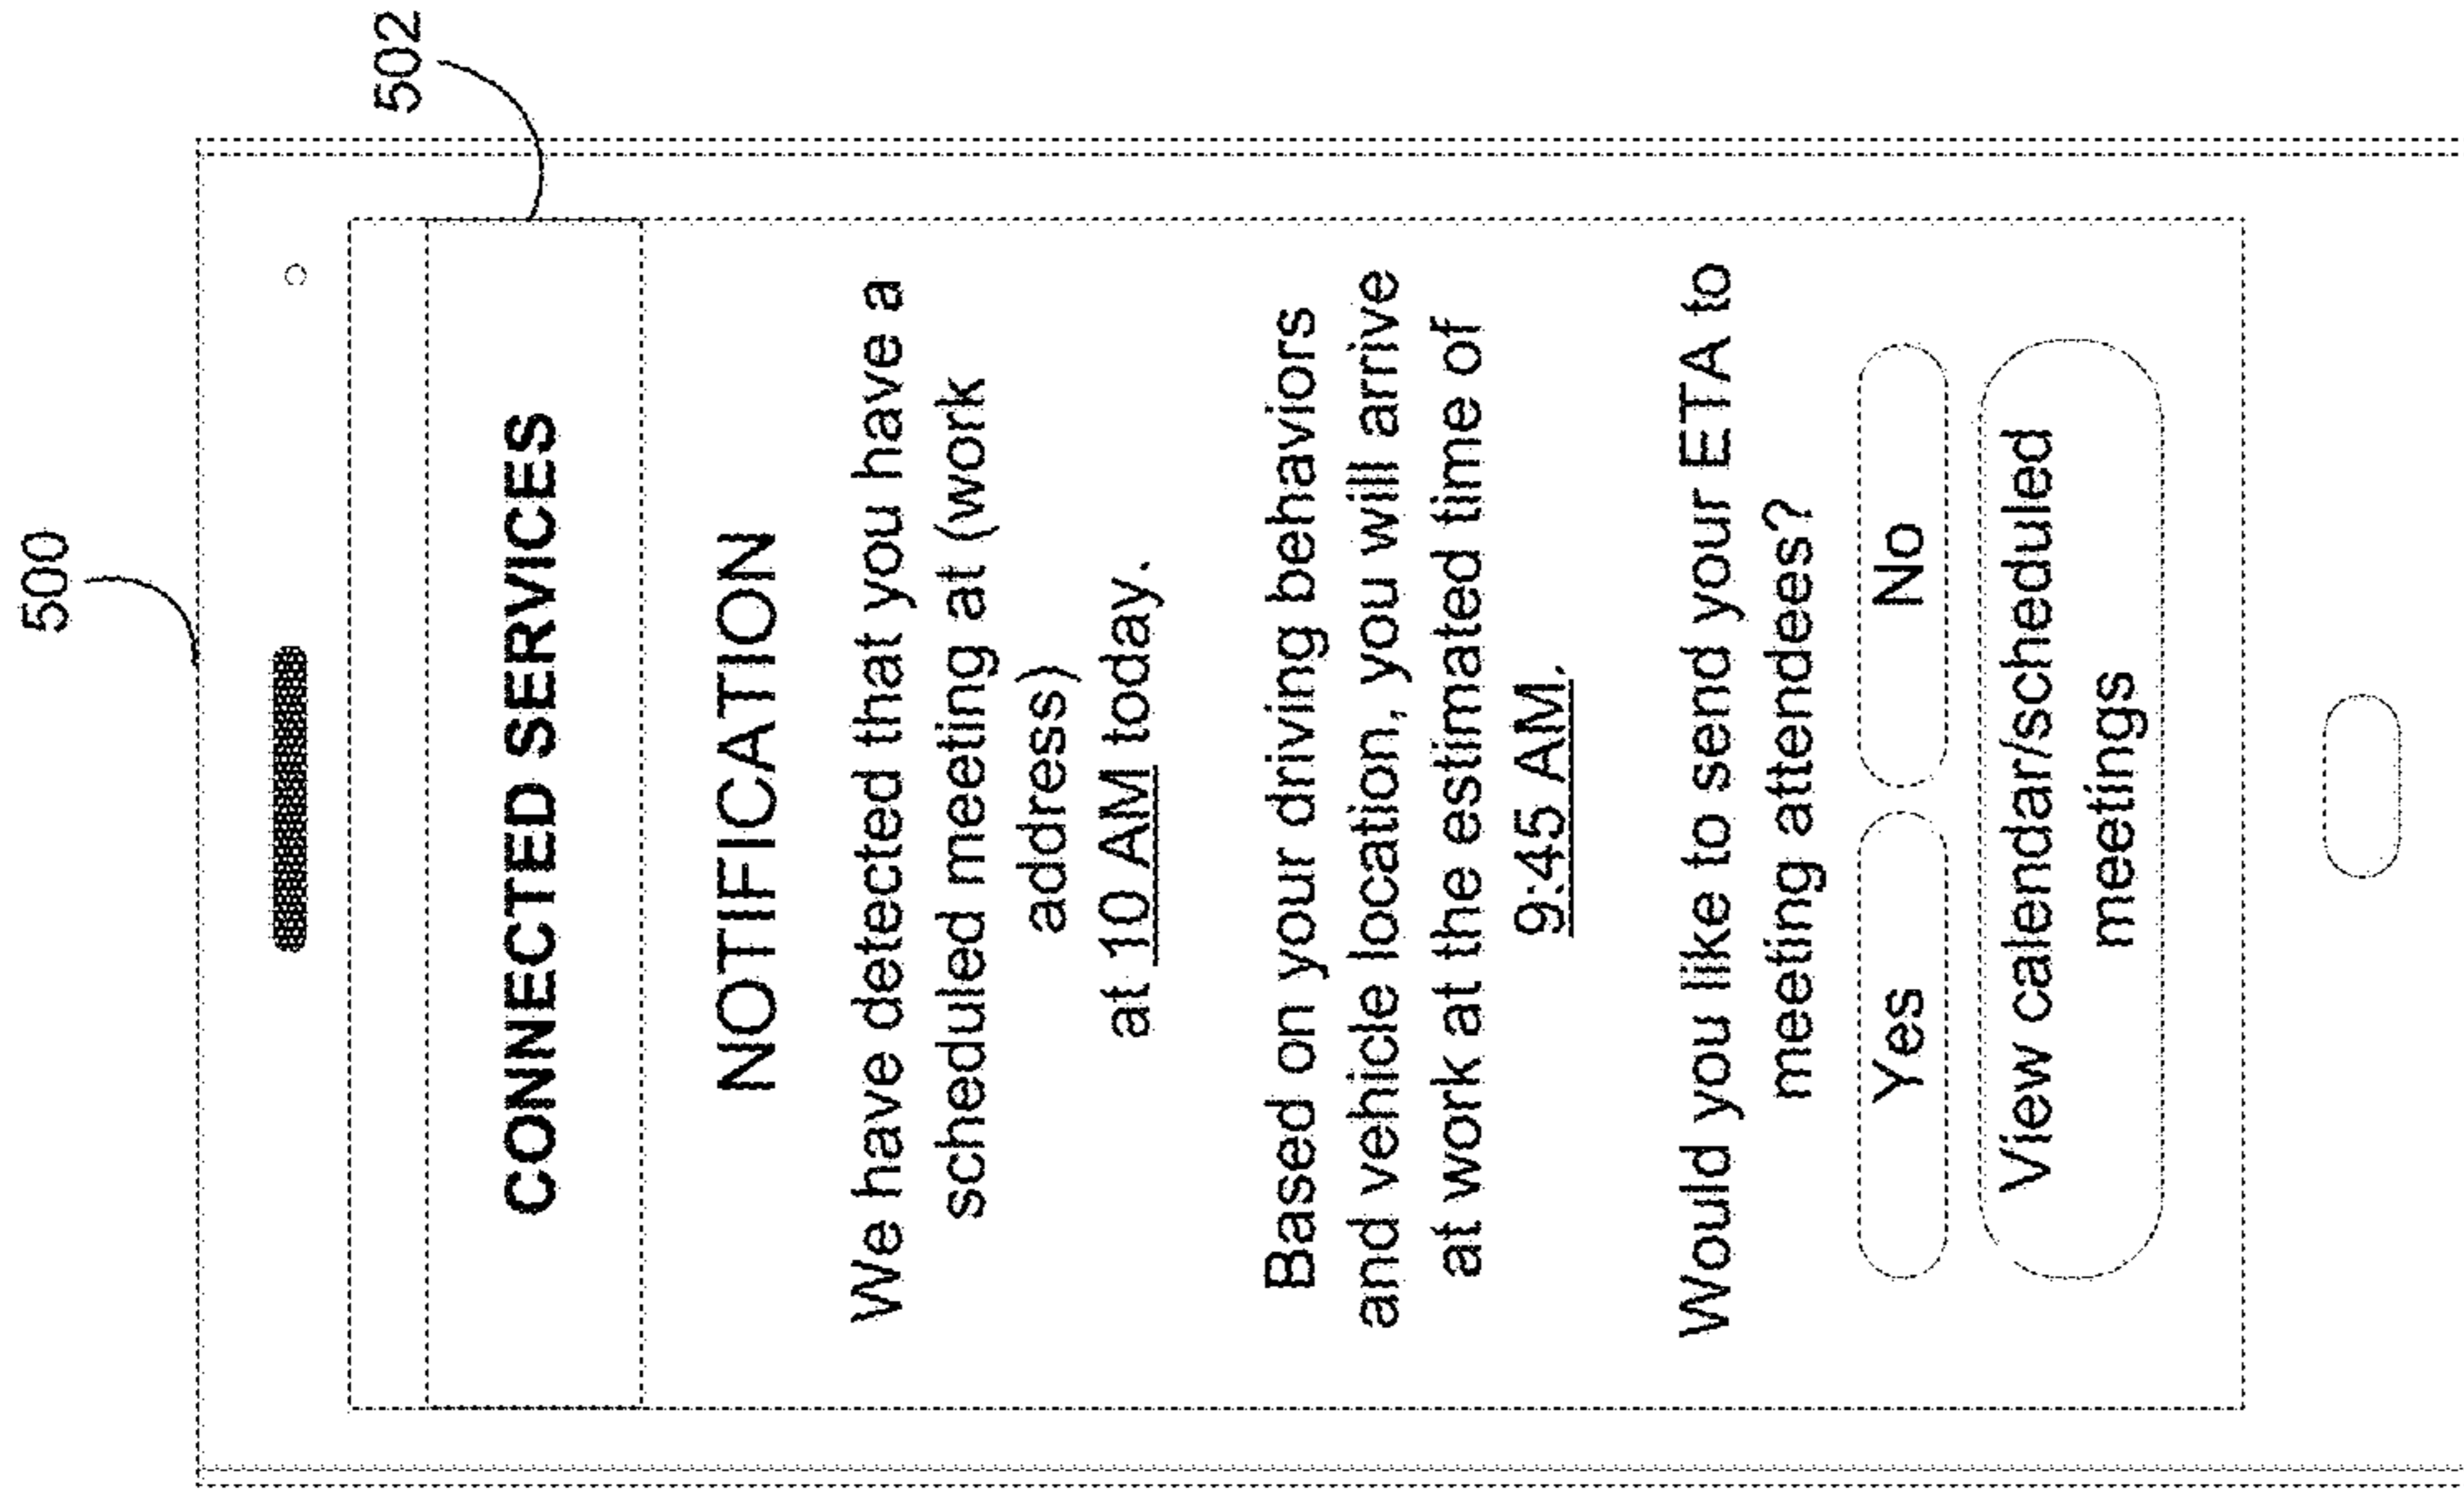 500
502
CONNECTED SERVICES
NOTIFICATION
We have detected that you have a
scheduled meeting at (work
address)
at 10 AM today.
Based on your driving behaviors
and vehicle location, you will arrive
at work at the estimated time of
9:45 AM.
Would you like to send your ETA to
meeting attendees?
Yes No
View calendar/scheduled
meetings